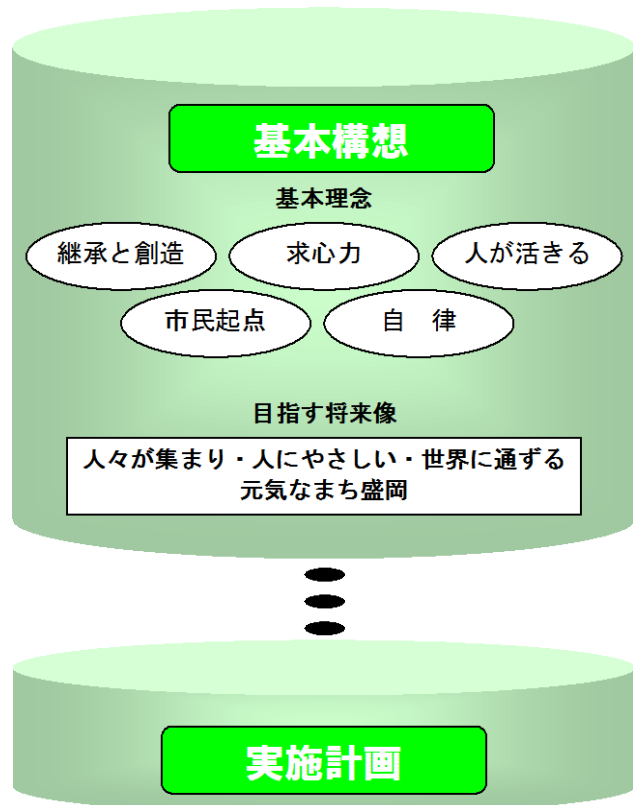 基本構想
基本理念
継承と創造
求心力
人が活きる
市民起点
自　律
目指す将来像
人々が集まり・人にやさしい・世界に通ずる
元気なまち盛岡
実施計画